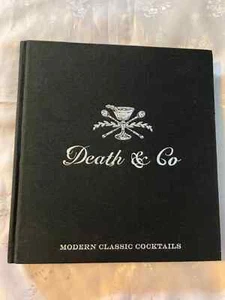 Death & Co
MODERN CLASSIC COCKTAILS